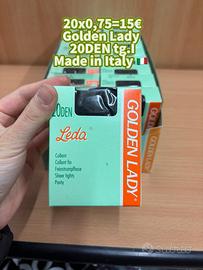 20x0,75=15€
Golden Lady
20DEN tg.I
Made in Italy
20DEN
Leda
Collant
Collant fin
Feinstrumpfhose
Sheer tights
Panty
GOLDEN LADY